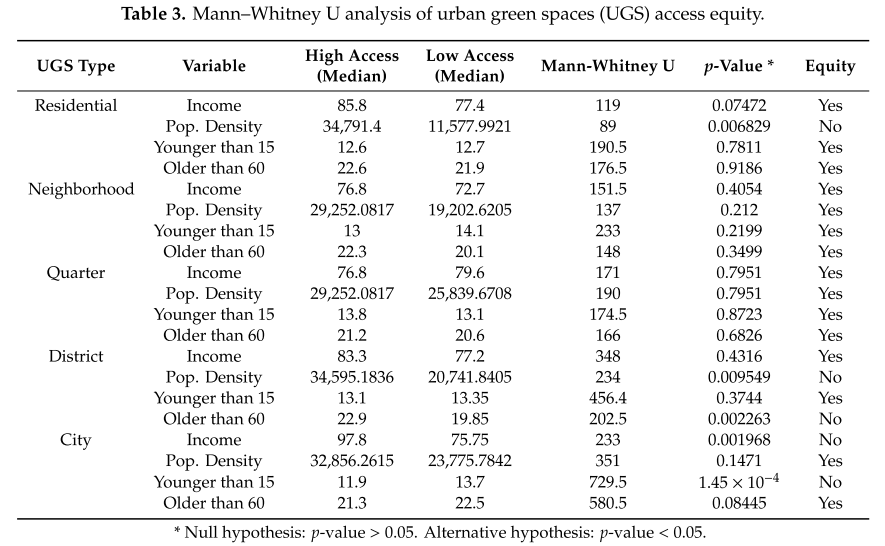 Table 3. Mann–Whitney U analysis of urban green spaces (UGS) access equity.
UGS Type Variable High Access (Median) Low Access (Median) Mann-Whitney U p-Value * Equity
Residential Income 85.8 77.4 119 0.07472 Yes
Pop. Density 34,791.4 11,577.9921 89 0.006829 No
Younger than 15 12.6 12.7 190.5 0.7811 Yes
Older than 60 22.6 21.9 176.5 0.9186 Yes
Neighborhood Income 76.8 72.7 151.5 0.4054 Yes
Pop. Density 29,252.0817 19,202.6205 137 0.212 Yes
Younger than 15 13 14.1 233 0.2199 Yes
Older than 60 22.3 20.1 148 0.3499 Yes
Quarter Income 76.8 79.6 171 0.7951 Yes
Pop. Density 29,252.0817 25,839.6708 190 0.7951 Yes
Younger than 15 13.8 13.1 174.5 0.8723 Yes
Older than 60 21.2 20.6 166 0.6826 Yes
District Income 83.3 77.2 348 0.4316 Yes
Pop. Density 34,595.1836 20,741.8405 234 0.009549 No
Younger than 15 13.1 13.35 456.4 0.3744 Yes
Older than 60 22.9 19.85 202.5 0.002263 No
City Income 97.8 75.75 233 0.001968 No
Pop. Density 32,856.2615 23,775.7842 351 0.1471 Yes
Younger than 15 11.9 13.7 729.5 1.45 × 10⁻⁴ No
Older than 60 21.3 22.5 580.5 0.08445 Yes
* Null hypothesis: p-value > 0.05. Alternative hypothesis: p-value < 0.05.